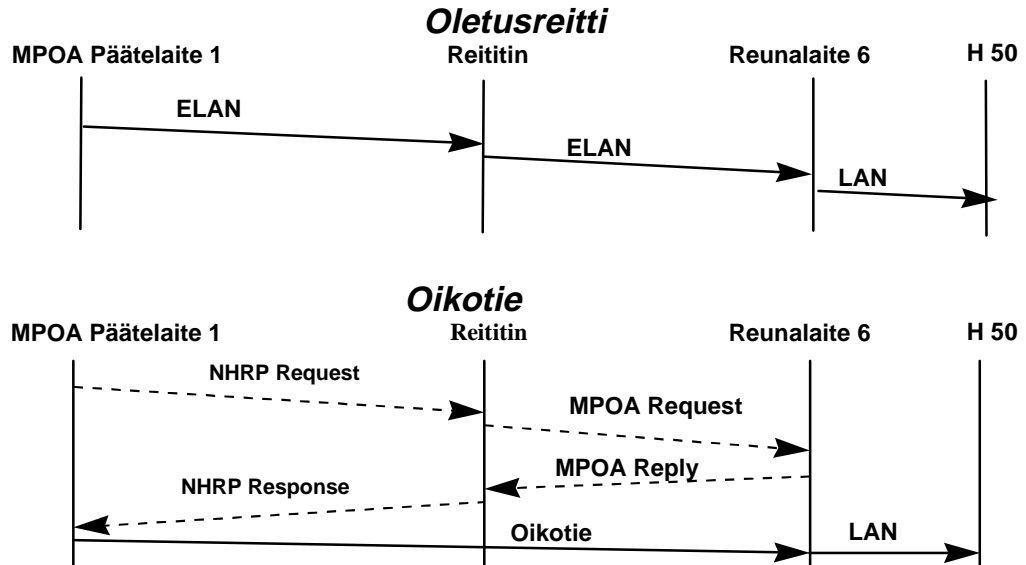 Oletusreitti
MPOA Päätelaite 1 Reititin Reunalaite 6 H 50
ELAN
ELAN
LAN
Oikotie
MPOA Päätelaite 1 Reititin Reunalaite 6 H 50
NHRP Request
MPOA Request
MPOA Reply
NHRP Response
Oikotie LAN